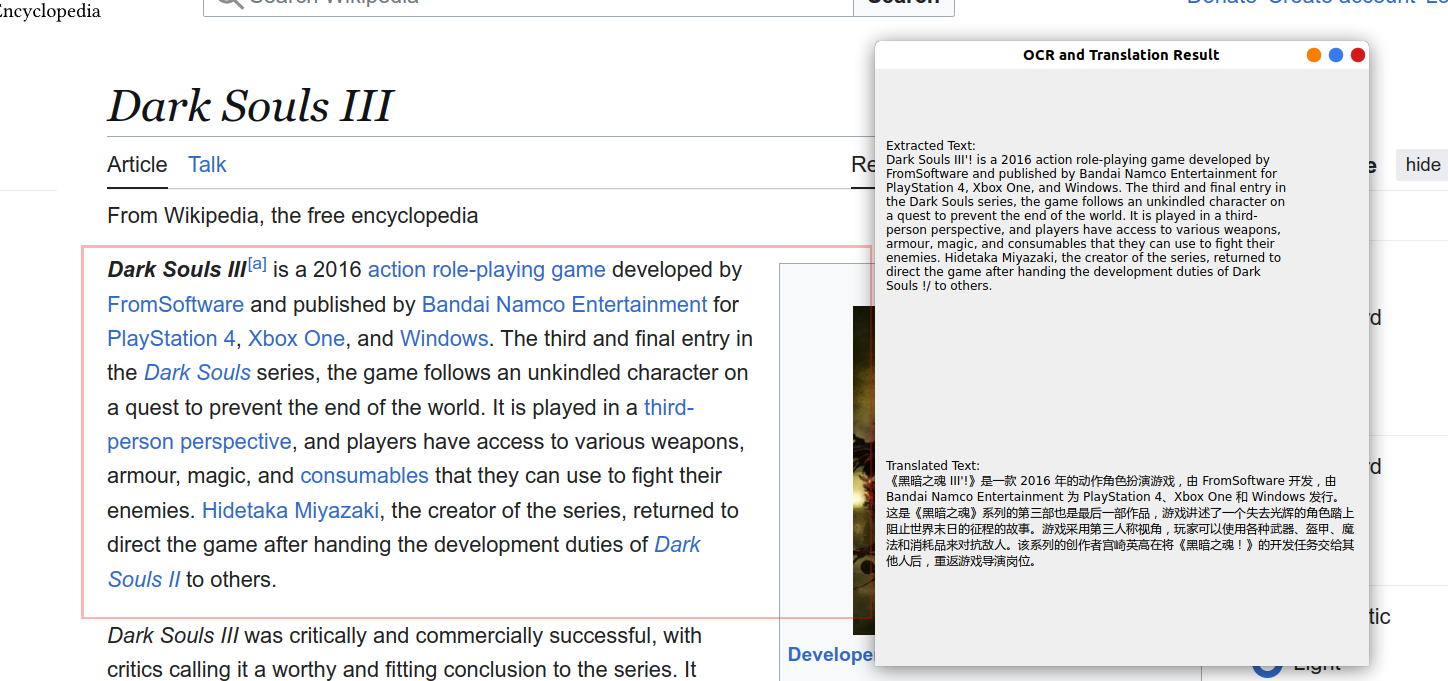 Encyclopedia
Search Wikipedia
Search
Donate Create account
Dark Souls III
Article Talk
hide
From Wikipedia, the free encyclopedia
Dark Souls III[a] is a 2016 action role-playing game developed by
FromSoftware and published by Bandai Namco Entertainment for
PlayStation 4, Xbox One, and Windows. The third and final entry in
the Dark Souls series, the game follows an unkindled character on
a quest to prevent the end of the world. It is played in a third-
person perspective, and players have access to various weapons,
armour, magic, and consumables that they can use to fight their
enemies. Hidetaka Miyazaki, the creator of the series, returned to
direct the game after handing the development duties of Dark
Souls II to others.
Dark Souls III was critically and commercially successful, with
critics calling it a worthy and fitting conclusion to the series. It
Develope
OCR and Translation Result
Extracted Text:
Dark Souls III'! is a 2016 action role-playing game developed by
FromSoftware and published by Bandai Namco Entertainment for
PlayStation 4, Xbox One, and Windows. The third and final entry in
the Dark Souls series, the game follows an unkindled character on
a quest to prevent the end of the world. It is played in a third-
person perspective, and players have access to various weapons,
armour, magic, and consumables that they can use to fight their
enemies. Hidetaka Miyazaki, the creator of the series, returned to
direct the game after handing the development duties of Dark
Souls !/ to others.
Translated Text:
《黑暗之魂 III'!》是一款 2016 年的动作角色扮演游戏，由 FromSoftware 开发，由
Bandai Namco Entertainment 为 PlayStation 4、Xbox One 和 Windows 发行。
这是《黑暗之魂》系列的第三部也是最后一部作品，游戏讲述了一个失去光辉的角色踏上
阻止世界末日的征程的故事。游戏采用第三人称视角，玩家可以使用各种武器、盔甲、魔
法和消耗品来对抗敌人。该系列的创作者宫崎英高在将《黑暗之魂！》的开发任务交给其
他人后，重返游戏导演岗位。
Light